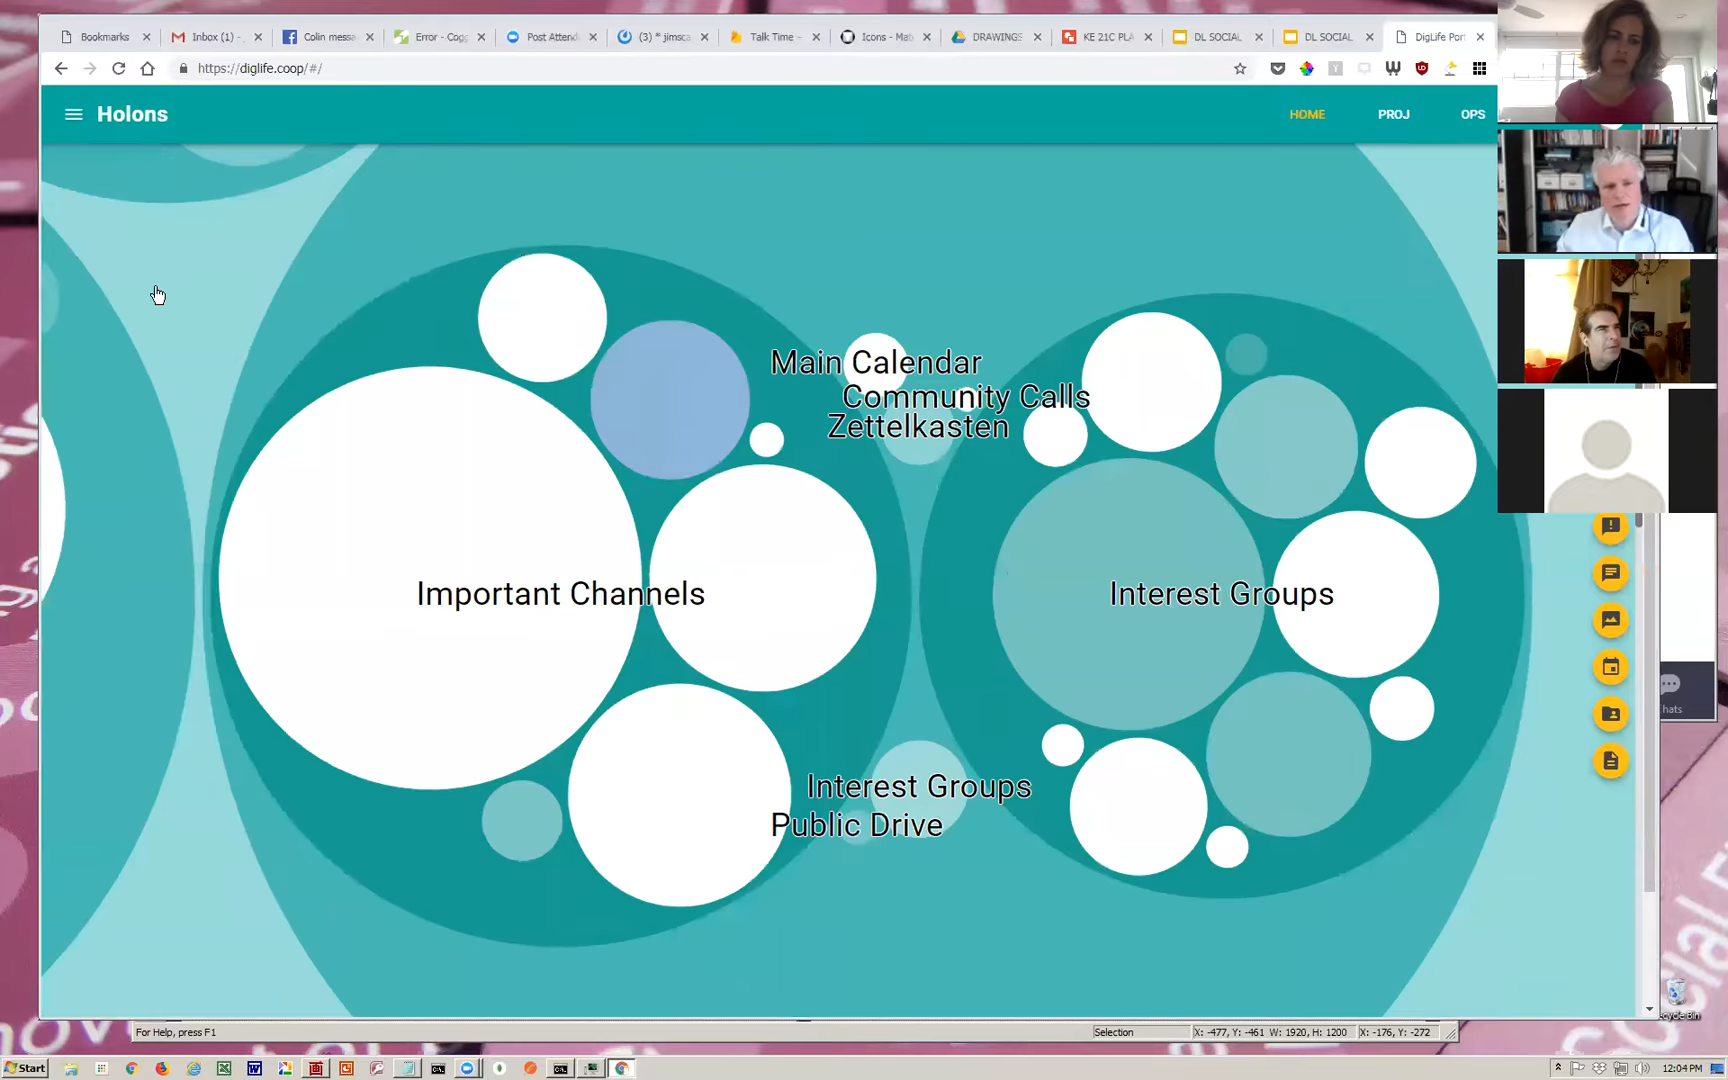 Bookmarks
Inbox (1) -
Colin messa
Error - Cogg
Post Attend
(3) * jimsca
Talk Time -
Icons - Mat
DRAWINGS
KE 21C PLA
DL SOCIAL
DL SOCIAL
DigLife Port
https://diglife.coop/#/
Holons
HOME
PROJ
OPS
Main Calendar
Community Calls
Zettelkasten
Important Channels
Interest Groups
Interest Groups
Public Drive
hats
For Help, press F1
Selection
X: -477, Y: -461 W: 1920, H: 1200
X: -176, Y: -272
Start
12:04 PM